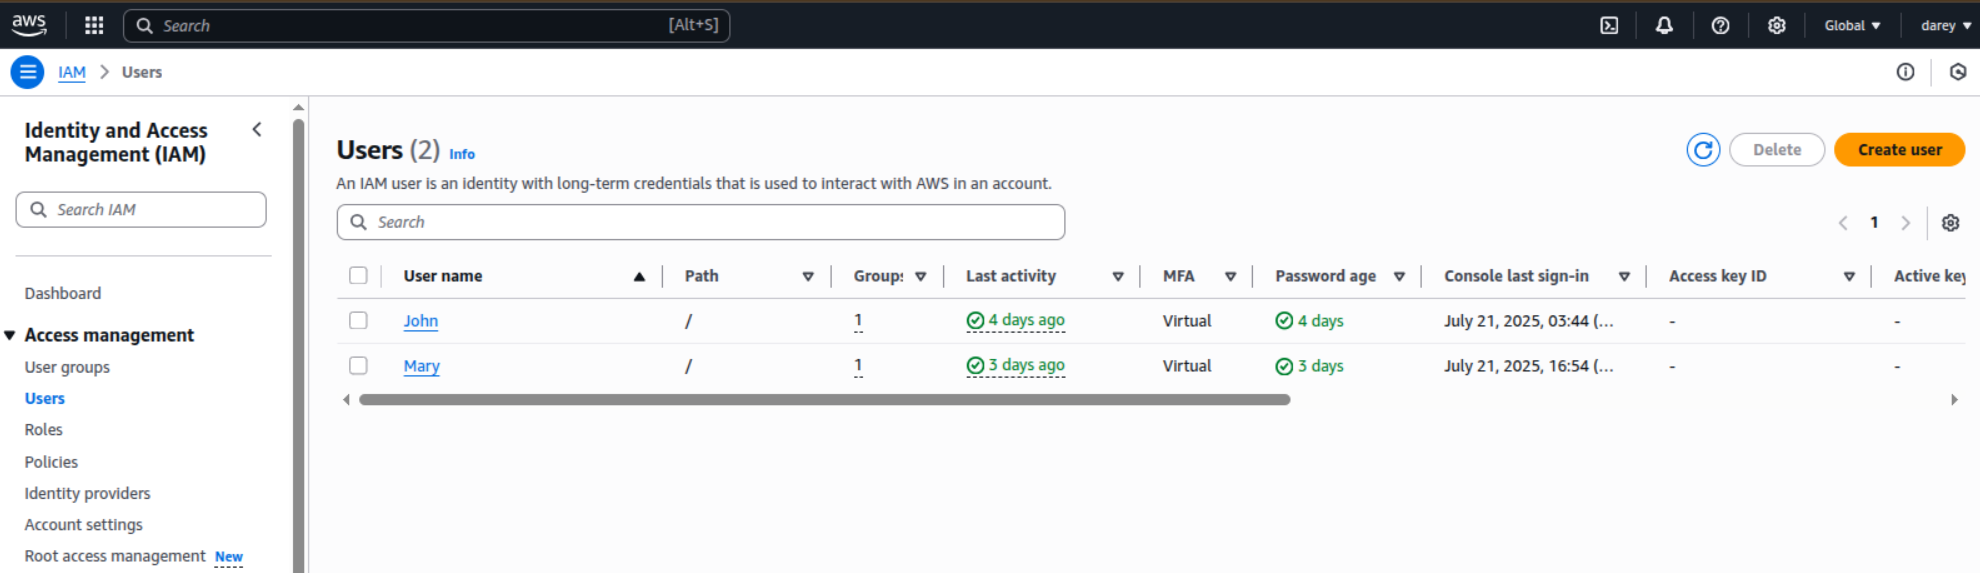 aws Search [Alt+S] Global darey
IAM > Users
Identity and Access
Management (IAM)
Search IAM
Dashboard
Access management
User groups
Users
Roles
Policies
Identity providers
Account settings
Root access management New
Users (2) Info
Delete Create user
An IAM user is an identity with long-term credentials that is used to interact with AWS in an account.
Search
1
User name Path Groups Last activity MFA Password age Console last sign-in Access key ID Active key
John / 1 4 days ago Virtual 4 days July 21, 2025, 03:44 (... - -
Mary / 1 3 days ago Virtual 3 days July 21, 2025, 16:54 (... - -